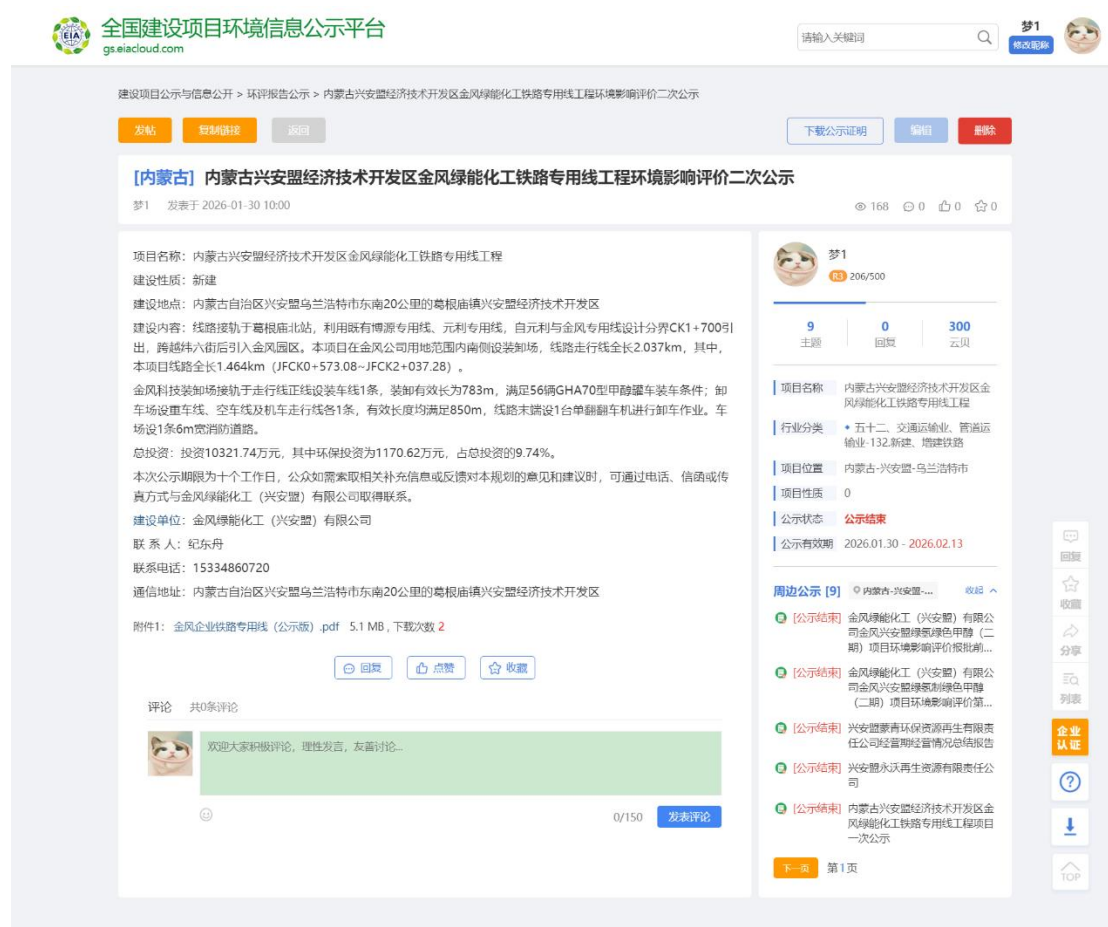 全国建设项目环境信息公示平台
gs.eiacloud.com
EIA
请输入关键词
梦1
修改昵称
建设项目公示与信息公开 > 环评报告公示 > 内蒙古兴安盟经济技术开发区金风绿能化工铁路专用线工程环境影响评价二次公示
发帖
复制链接
返回
下载公示证明
编辑
删除
[内蒙古] 内蒙古兴安盟经济技术开发区金风绿能化工铁路专用线工程环境影响评价二次公示
梦1 发表于 2026-01-30 10:00
168 0 0 0
项目名称：内蒙古兴安盟经济技术开发区金风绿能化工铁路专用线工程
建设性质：新建
建设地点：内蒙古自治区兴安盟乌兰浩特市东南20公里的葛根庙镇兴安盟经济技术开发区
建设内容：线路接轨于葛根庙北站，利用既有博源专用线、元利专用线，自元利与金风专用线设计分界CK1+700引
出，跨越纬六街后引入金风园区。本项目在金风公司用地范围内南侧设装卸场，线路走行线全长2.037km，其中，
本项目线路全长1.464km（JFCK0+573.08~JFCK2+037.28）。
金风科技装卸场接轨于走行线正线设装车线1条，装卸有效长为783m，满足56辆GHA70型甲醇罐车装车条件；卸
车场设重车线、空车线及机车走行线各1条，有效长度均满足850m，线路末端设1台单翻翻车机进行卸车作业。车
场设1条6m宽消防道路。
总投资：投资10321.74万元，其中环保投资为1170.62万元，占总投资的9.74%。
本次公示期限为十个工作日，公众如需索取相关补充信息或反馈对本规划的意见和建议时，可通过电话、信函或传
真方式与金风绿能化工（兴安盟）有限公司取得联系。
建设单位：金风绿能化工（兴安盟）有限公司
联 系 人：纪东丹
联系电话：15334860720
通信地址：内蒙古自治区兴安盟乌兰浩特市东南20公里的葛根庙镇兴安盟经济技术开发区
附件1： 金风企业铁路专用线（公示版）.pdf 5.1 MB , 下载次数 2
回复
点赞
收藏
评论 共0条评论
欢迎大家积极评论，理性发言，友善讨论...
0/150
发表评论
梦1
R3 206/500
9 0 300
主题 回复 云贝
项目名称 内蒙古兴安盟经济技术开发区金
风绿能化工铁路专用线工程
行业分类 五十二、交通运输业、管道运
输业-132.新建、增建铁路
项目位置 内蒙古-兴安盟-乌兰浩特市
项目性质 0
公示状态 公示结束
公示有效期 2026.01.30 - 2026.02.13
周边公示 [9] 内蒙古-兴安盟-... 收起
[公示结束] 金风绿能化工（兴安盟）有限公
司金风兴安盟绿氢绿色甲醇（二
期）项目环境影响评价报批前...
[公示结束] 金风绿能化工（兴安盟）有限公
司金风兴安盟绿氢制绿色甲醇
（二期）项目环境影响评价第...
[公示结束] 兴安盟蒙青环保资源再生有限责
任公司经营期经营情况总结报告
[公示结束] 兴安盟永沃再生资源有限责任公
司
[公示结束] 内蒙古兴安盟经济技术开发区金
风绿能化工铁路专用线工程项目
一次公示
下一页 第1页
回复
收藏
分享
列表
企业
认证
TOP